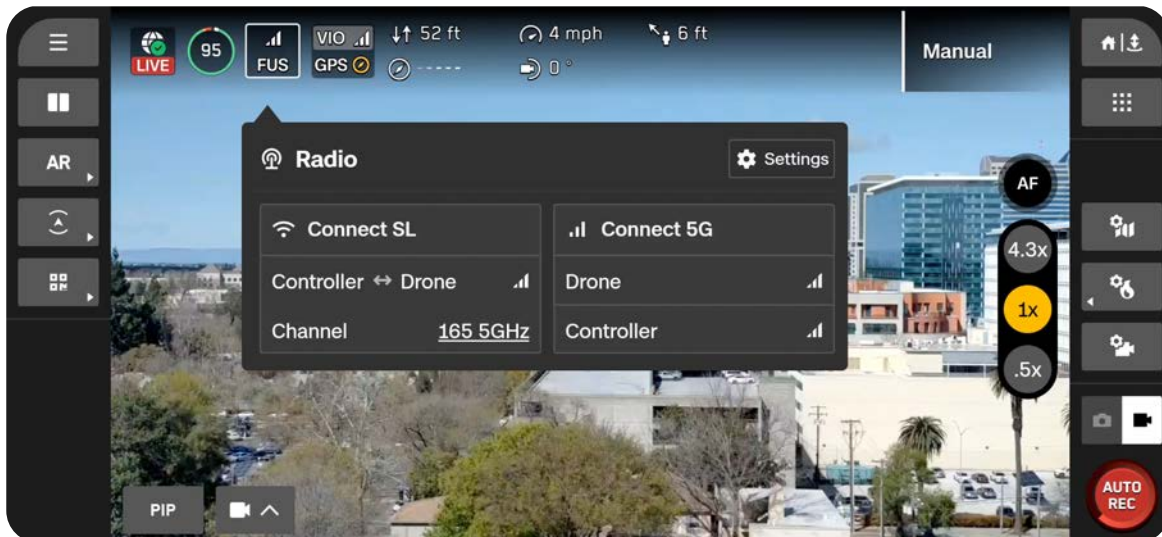 LIVE
95
FUS
VIO
GPS
52 ft
-----
4 mph
0°
6 ft
Manual
AR
Radio
Settings
Connect SL
Controller ↔ Drone
Channel 165 5GHz
Connect 5G
Drone
Controller
AF
4.3x
1x
.5x
PIP
AUTO
REC